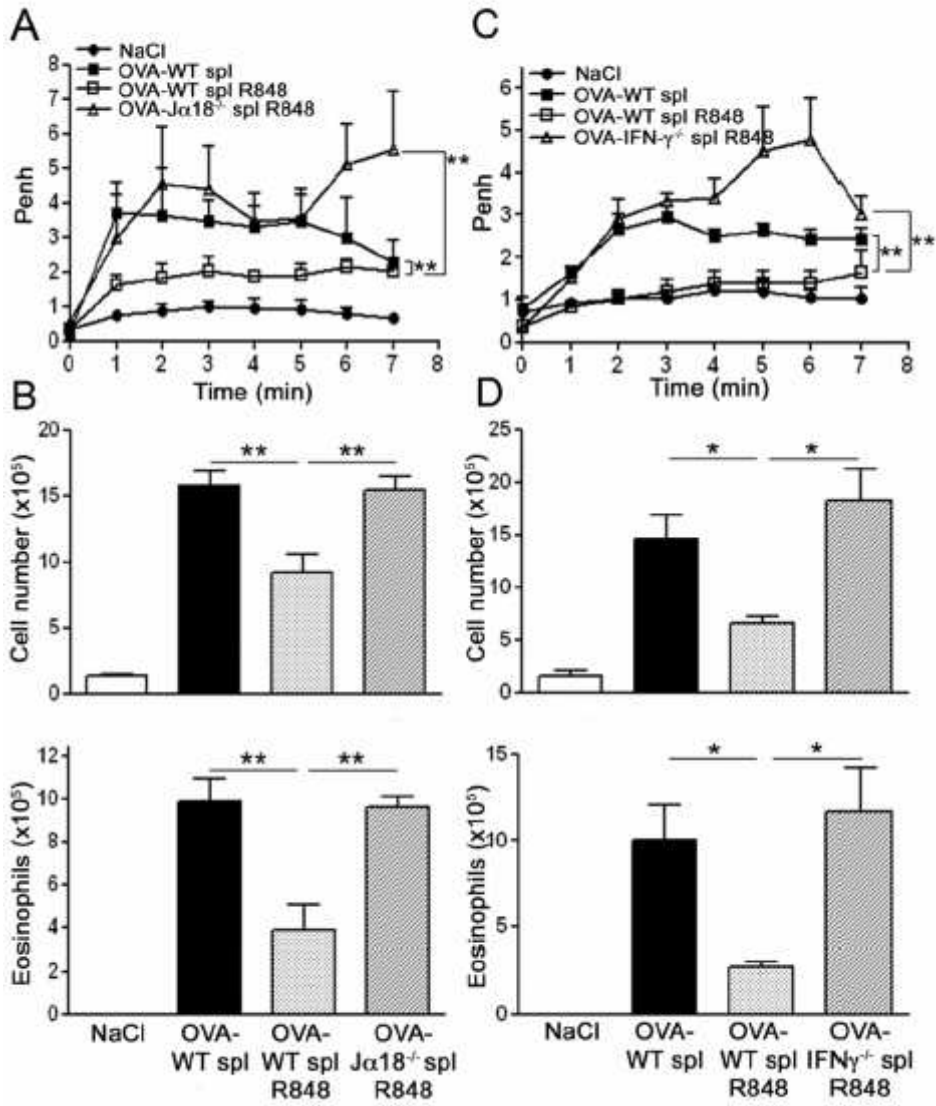 A
NaCl
OVA-WT spl
OVA-WT spl R848
OVA-Jα18-/- spl R848
8
7
6
5
4
3
2
1
0
Penh
**
**
0 1 2 3 4 5 6 7 8
Time (min)
C
NaCl
OVA-WT spl
OVA-WT spl R848
OVA-IFN-γ-/- spl R848
6
5
4
3
2
1
0
Penh
**
**
0 1 2 3 4 5 6 7 8
Time (min)
B
20
15
10
5
0
Cell number (x10⁵)
** **
12
10
8
6
4
2
0
Eosinophils (x10⁵)
** **
NaCl OVA- OVA- OVA-
WT spl WT spl Jα18-/- spl
R848 R848
D
25
20
15
10
5
0
Cell number (x10⁵)
* *
15
10
5
0
Eosinophils (x10⁵)
* *
NaCl OVA- OVA- OVA-
WT spl WT spl IFNγ-/- spl
R848 R848